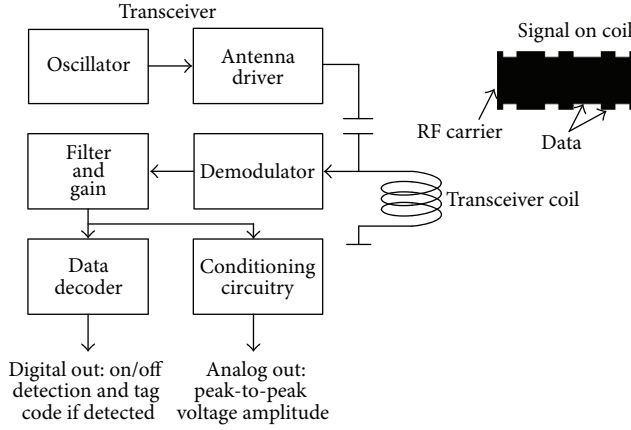 Transceiver
Oscillator
Antenna
driver
Signal on coil
RF carrier
Data
Filter
and
gain
Demodulator
Transceiver coil
Data
decoder
Conditioning
circuitry
Digital out: on/off
detection and tag
code if detected
Analog out:
peak-to-peak
voltage amplitude